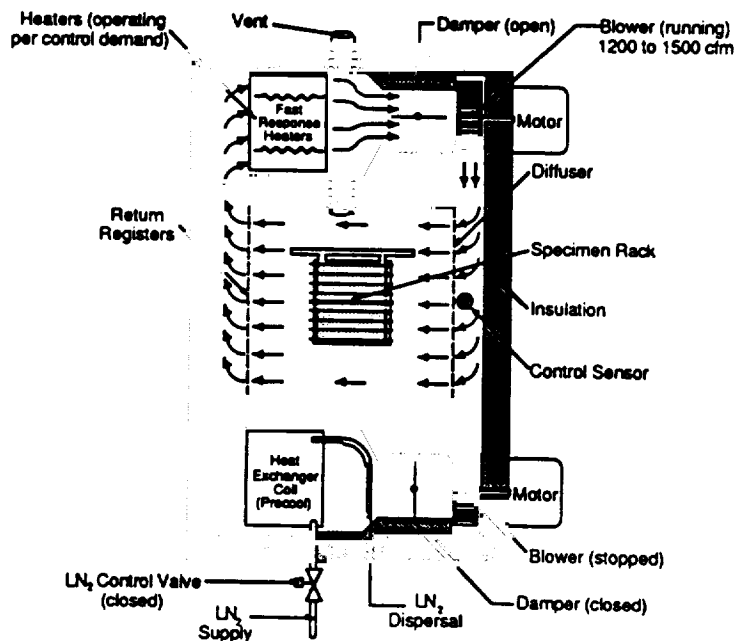 Heaters (operating
per control demand)
Vent
Damper (open)
Blower (running)
1200 to 1500 cfm
Fast
Response
Heaters
Motor
Diffuser
Return
Registers
Specimen Rack
Insulation
Control Sensor
Heat
Exchanger
Coil
(Precool)
Motor
Blower (stopped)
LN₂ Control Valve
(closed)
LN₂
Supply
LN₂
Dispersal
Damper (closed)